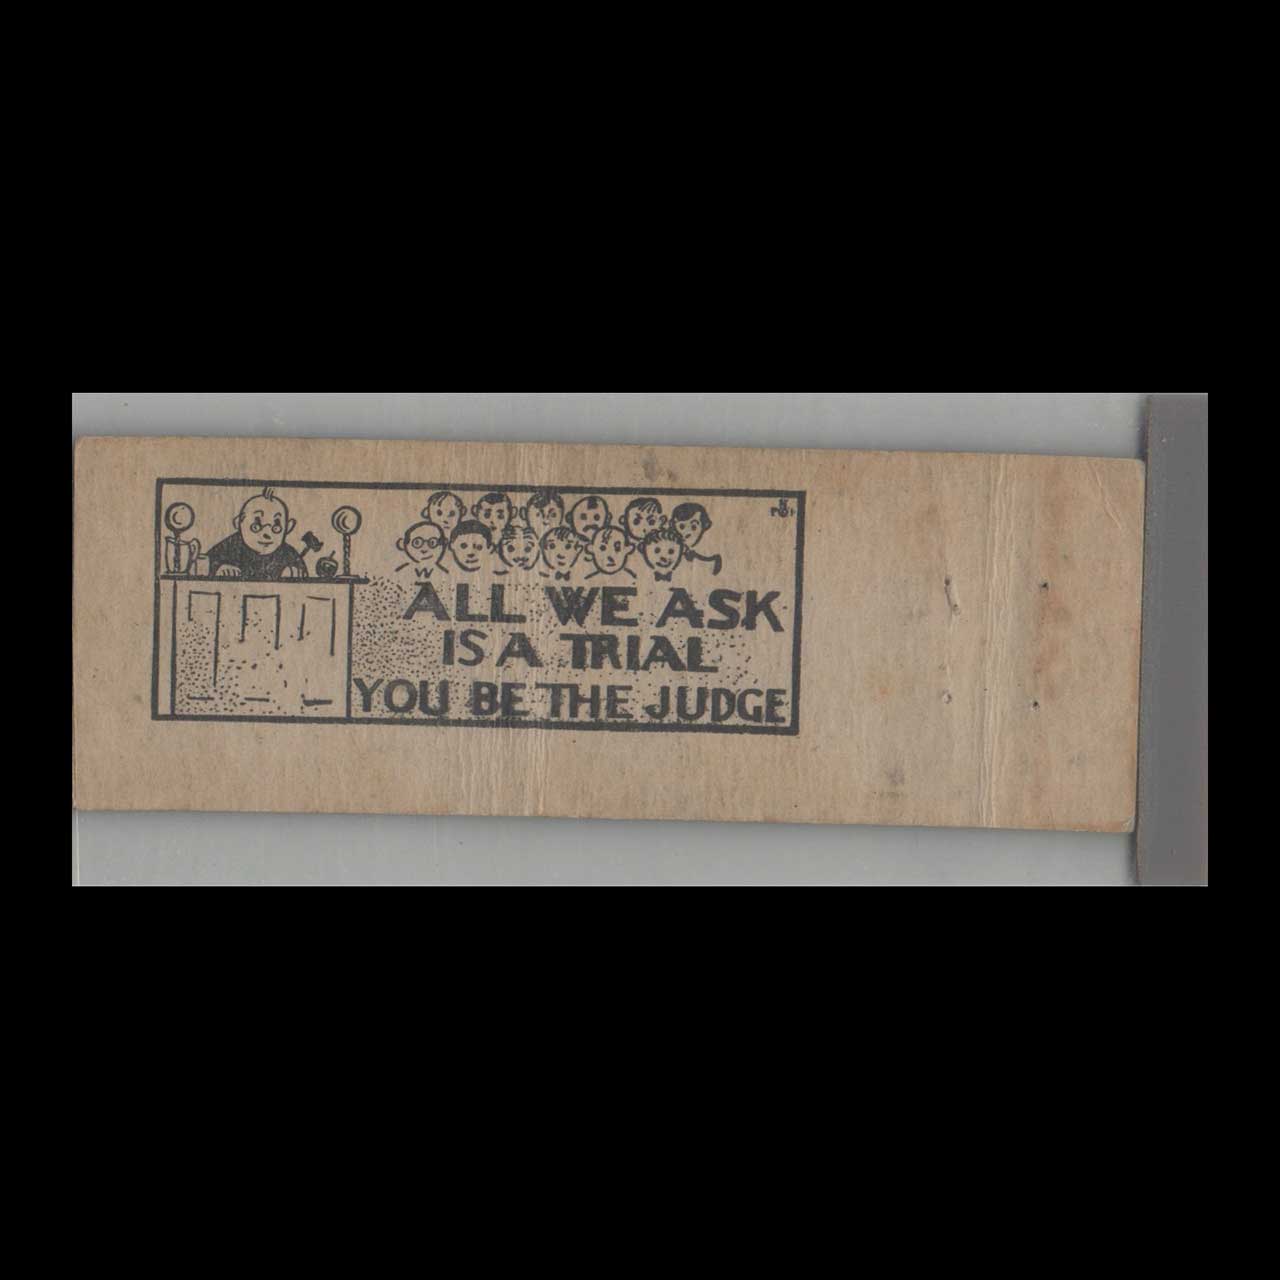 ALL WE ASK
IS A TRIAL
YOU BE THE JUDGE